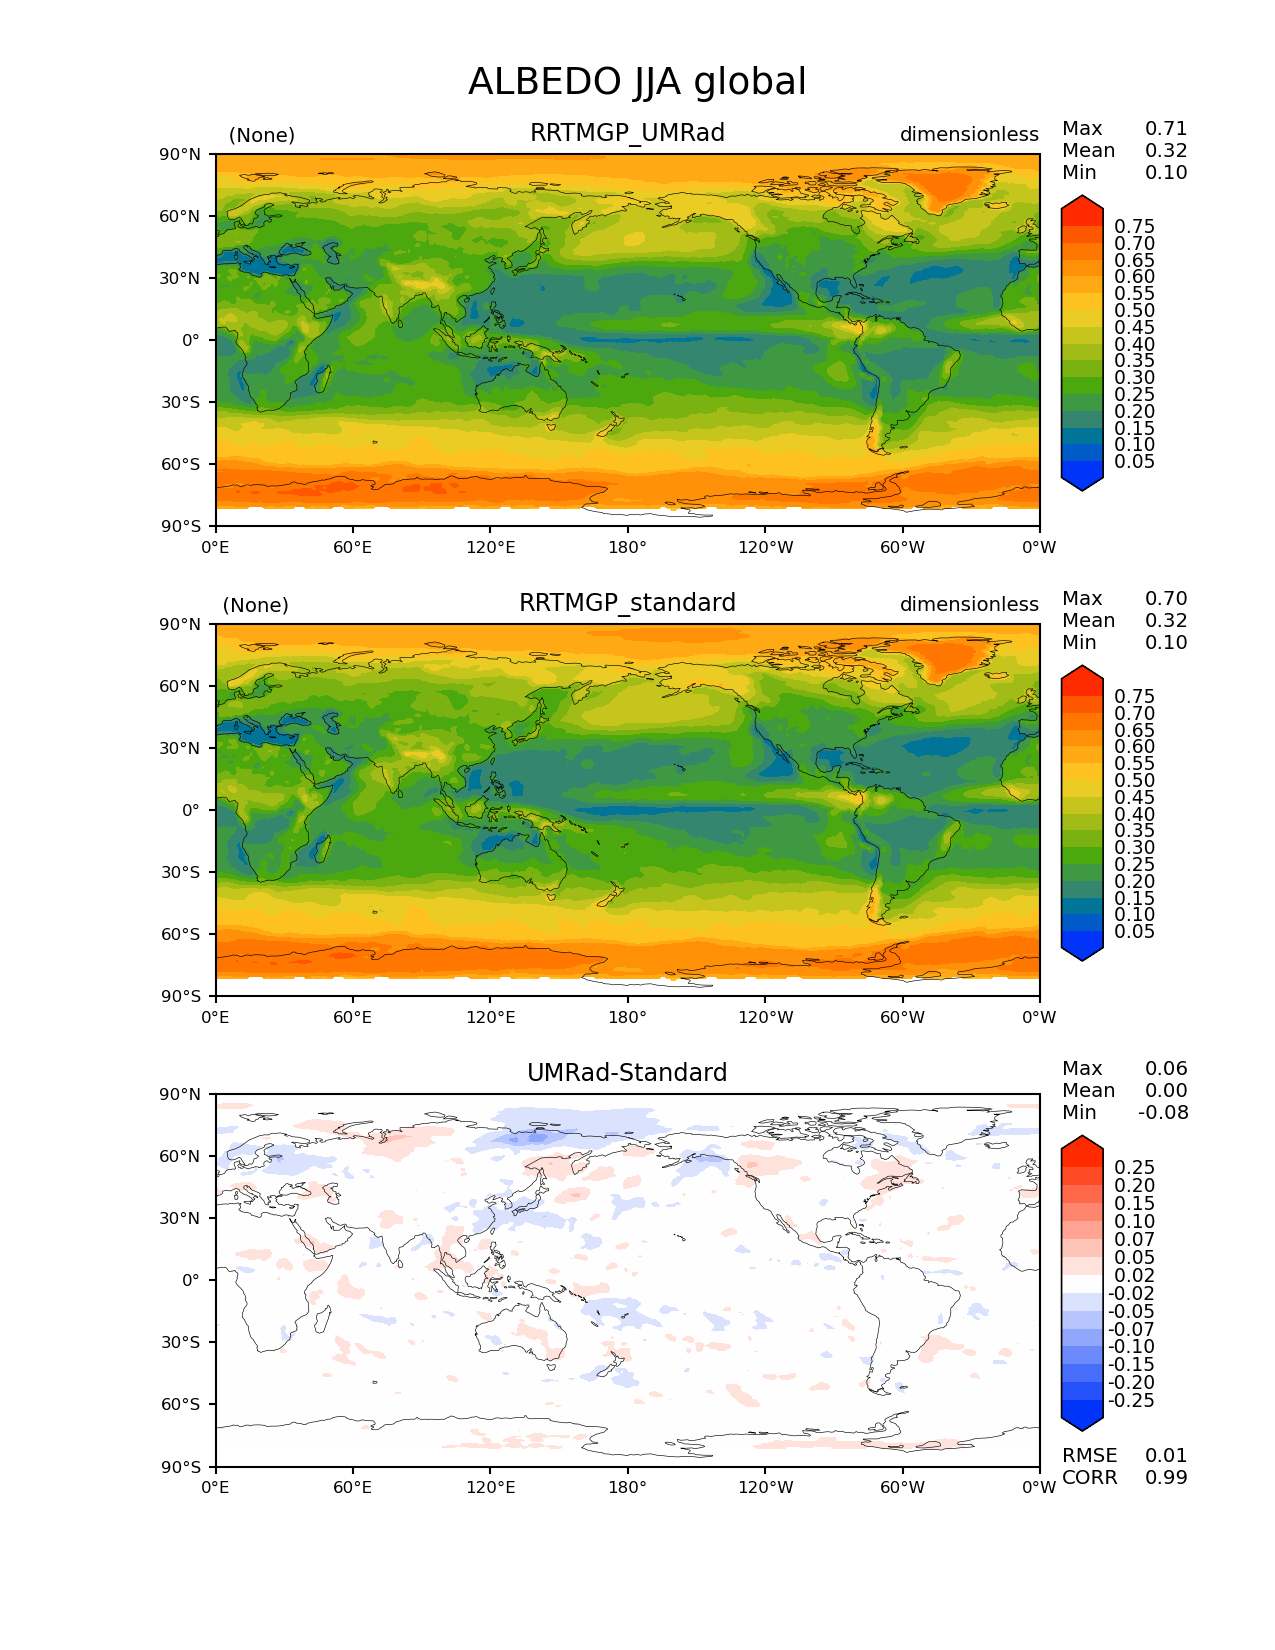 ALBEDO JJA global
(None) RRTMGP_UMRad dimensionless
Max 0.71
Mean 0.32
Min 0.10
90°N
60°N
30°N
0°
30°S
60°S
90°S
0°E 60°E 120°E 180° 120°W 60°W 0°W
0.75
0.70
0.65
0.60
0.55
0.50
0.45
0.40
0.35
0.30
0.25
0.20
0.15
0.10
0.05
(None) RRTMGP_standard dimensionless
Max 0.70
Mean 0.32
Min 0.10
90°N
60°N
30°N
0°
30°S
60°S
90°S
0°E 60°E 120°E 180° 120°W 60°W 0°W
0.75
0.70
0.65
0.60
0.55
0.50
0.45
0.40
0.35
0.30
0.25
0.20
0.15
0.10
0.05
UMRad-Standard
Max 0.06
Mean 0.00
Min -0.08
90°N
60°N
30°N
0°
30°S
60°S
90°S
0°E 60°E 120°E 180° 120°W 60°W 0°W
0.25
0.20
0.15
0.10
0.07
0.05
0.02
-0.02
-0.05
-0.07
-0.10
-0.15
-0.20
-0.25
RMSE 0.01
CORR 0.99